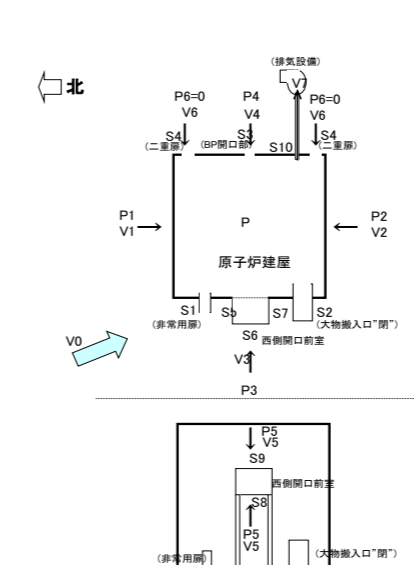 (排気設備)
北
V7
P6=0
V6
P4
V4
P6=0
V6
S4
(二重扉)
S3
(BP開口部)
S10
S4
(二重扉)
P1
V1
P
P2
V2
原子炉建屋
S1
(非常用扉)
S5
S7
S2
(大物搬入口”閉”)
S6
西側開口前室
V0
V3
P3
P5
V5
S9
西側開口前室
S8
P5
V5
(非常用扉)
(大物搬入口”閉”)